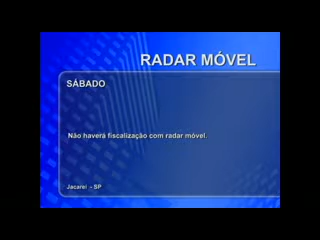 RADAR MÓVEL
SÁBADO
Não haverá fiscalização com radar móvel.
Jacareí - SP